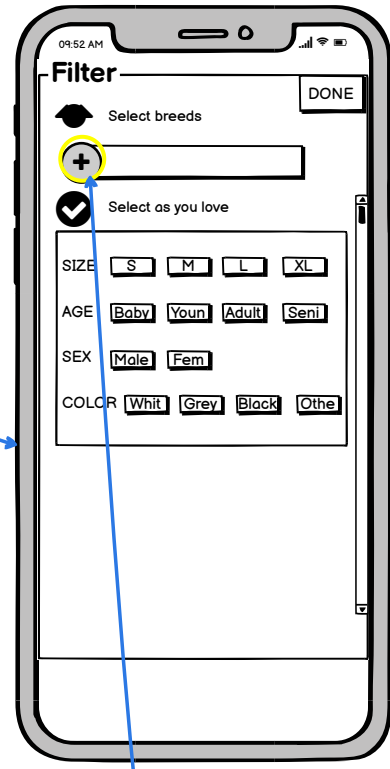 09:52 AM
Filter
DONE
Select breeds
+
Select as you love
SIZE S M L XL
AGE Baby Youn Adult Seni
SEX Male Fem
COLOR Whit Grey Black Othe